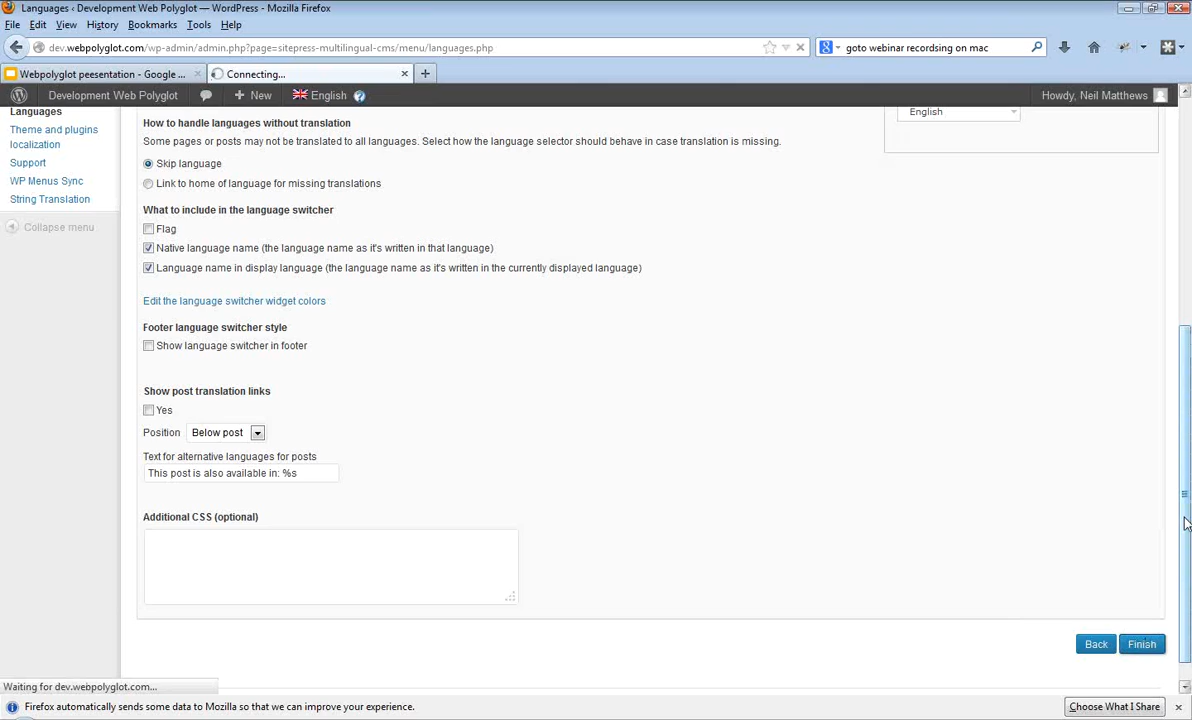 Languages ‹ Development Web Polyglot — WordPress - Mozilla Firefox
File Edit View History Bookmarks Tools Help
dev.webpolyglot.com/wp-admin/admin.php?page=sitepress-multilingual-cms/menu/languages.php
goto webinar recordsing on mac
Webpolyglot peesentation - Google ...
Connecting...
Development Web Polyglot
New
English
Howdy, Neil Matthews
Languages
Theme and plugins
localization
Support
WP Menus Sync
String Translation
Collapse menu
English
How to handle languages without translation
Some pages or posts may not be translated to all languages. Select how the language selector should behave in case translation is missing.
Skip language
Link to home of language for missing translations
What to include in the language switcher
Flag
Native language name (the language name as it's written in that language)
Language name in display language (the language name as it's written in the currently displayed language)
Edit the language switcher widget colors
Footer language switcher style
Show language switcher in footer
Show post translation links
Yes
Position Below post
Text for alternative languages for posts
This post is also available in: %s
Additional CSS (optional)
Back Finish
Waiting for dev.webpolyglot.com...
Firefox automatically sends some data to Mozilla so that we can improve your experience.
Choose What I Share